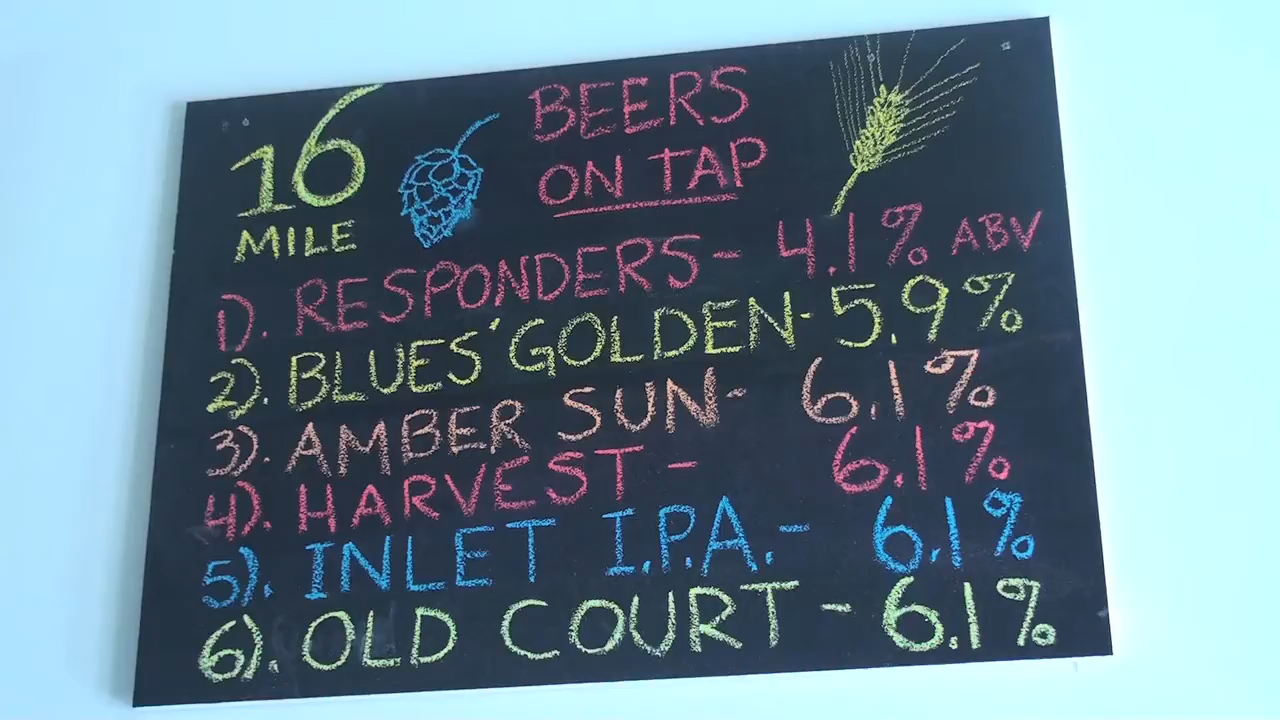 16
MILE
BEERS
ON TAP
1). RESPONDERS - 4.1% ABV
2). BLUES' GOLDEN - 5.9%
3). AMBER SUN - 6.1%
4). HARVEST - 6.1%
5). INLET I.P.A. - 6.1%
6). OLD COURT - 6.1%